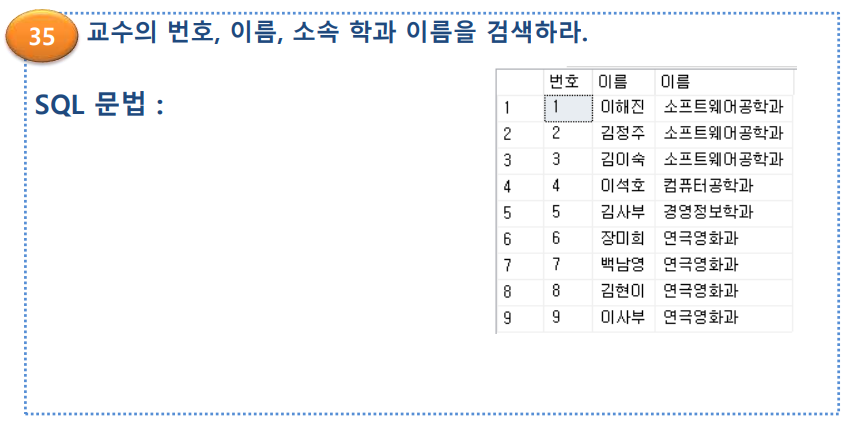 35 교수의 번호, 이름, 소속 학과 이름을 검색하라.
SQL 문법 :
번호 이름 이름
1 1 이해진 소프트웨어공학과
2 2 김정주 소프트웨어공학과
3 3 김이숙 소프트웨어공학과
4 4 이석호 컴퓨터공학과
5 5 김사부 경영정보학과
6 6 장미희 연극영화과
7 7 백남영 연극영화과
8 8 김현이 연극영화과
9 9 이사부 연극영화과